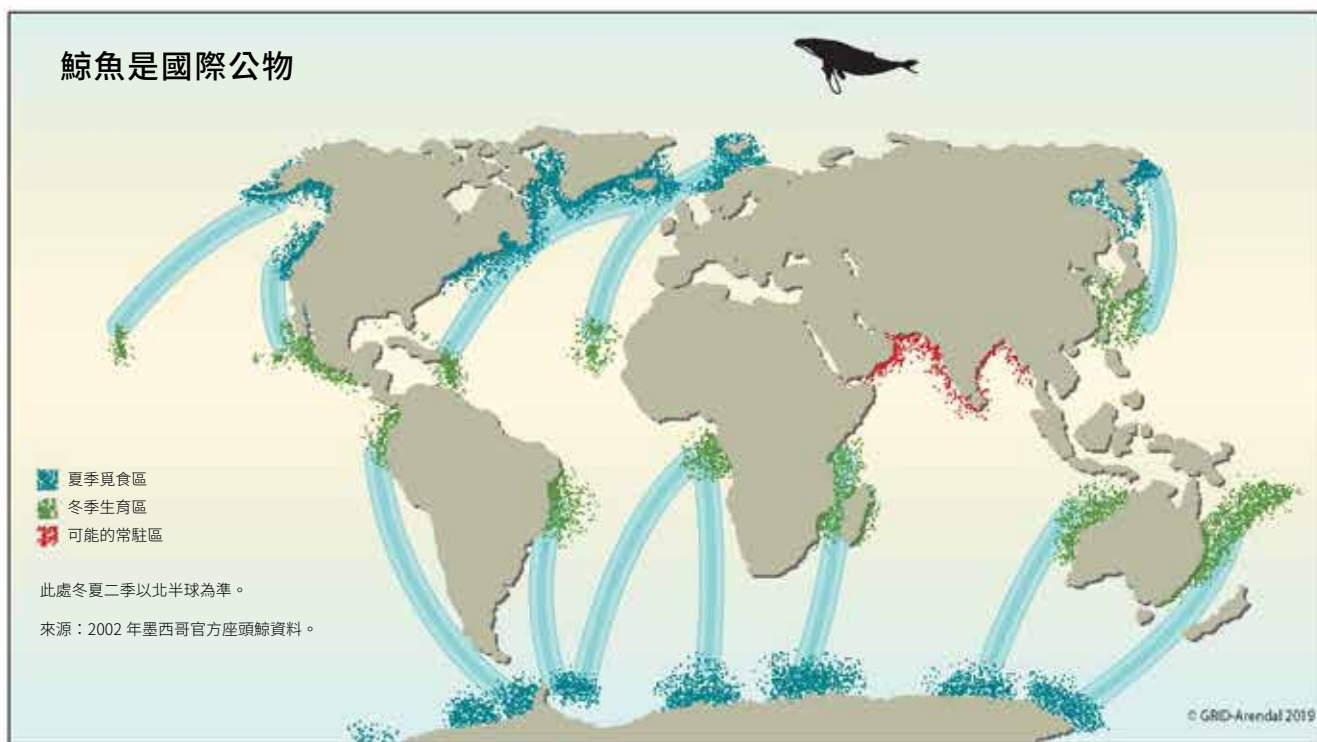 鯨魚是國際公物
夏季覓食區
冬季生育區
可能的常駐區
此處冬夏二季以北半球為準。
來源：2002 年墨西哥官方座頭鯨資料。
© GRID-Arendal 2019